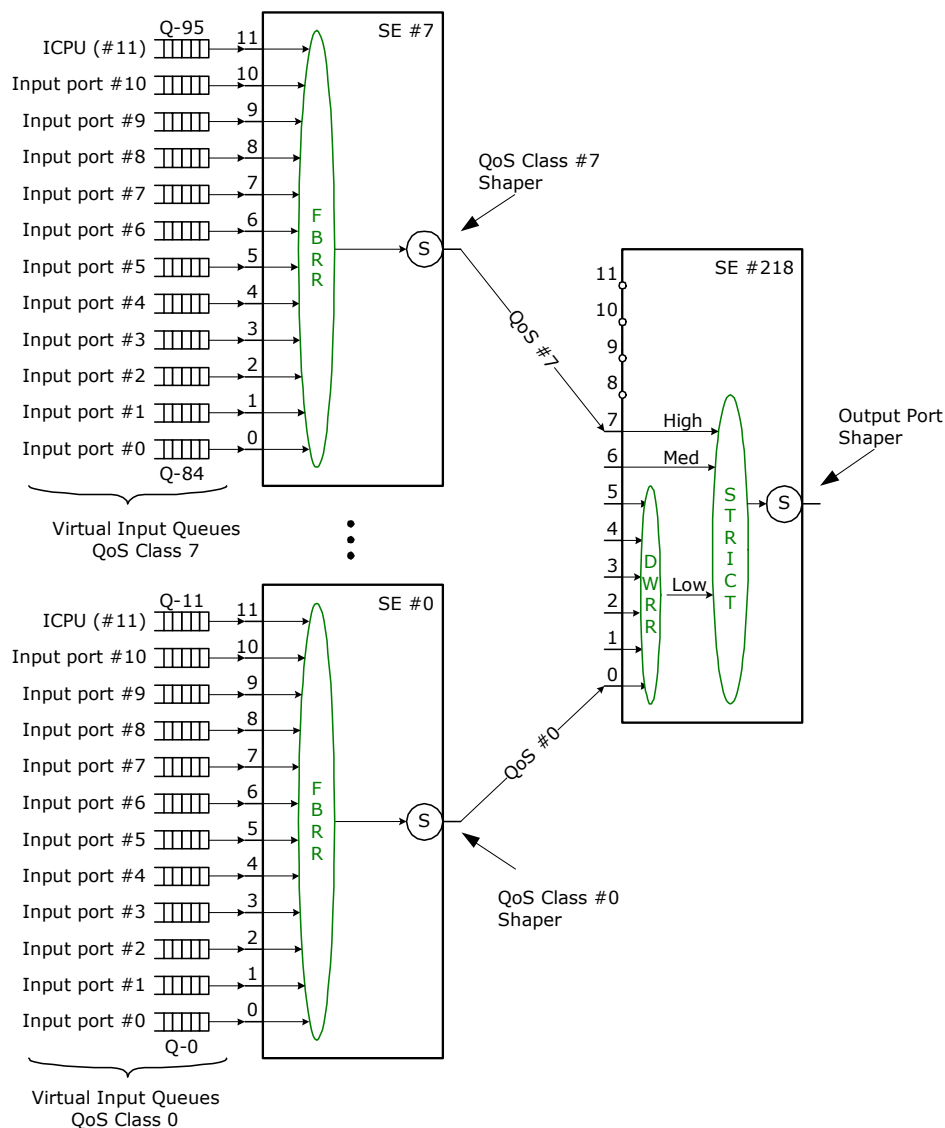 Q-95
SE #7
ICPU (#11)
11
Input port #10
10
Input port #9
9
Input port #8
8
Input port #7
7
Input port #6
6
Input port #5
5
Input port #4
4
Input port #3
3
Input port #2
2
Input port #1
1
Input port #0
0
Q-84
F
B
R
R
S
QoS Class #7
Shaper
QoS #7
Virtual Input Queues
QoS Class 7
SE #218
11
10
9
8
7
High
6
Med
5
4
3
2
1
0
D
W
R
R
Low
S
T
R
I
C
T
S
Output Port
Shaper
Q-11
SE #0
ICPU (#11)
11
Input port #10
10
Input port #9
9
Input port #8
8
Input port #7
7
Input port #6
6
Input port #5
5
Input port #4
4
Input port #3
3
Input port #2
2
Input port #1
1
Input port #0
0
Q-0
F
B
R
R
S
QoS #0
QoS Class #0
Shaper
Virtual Input Queues
QoS Class 0